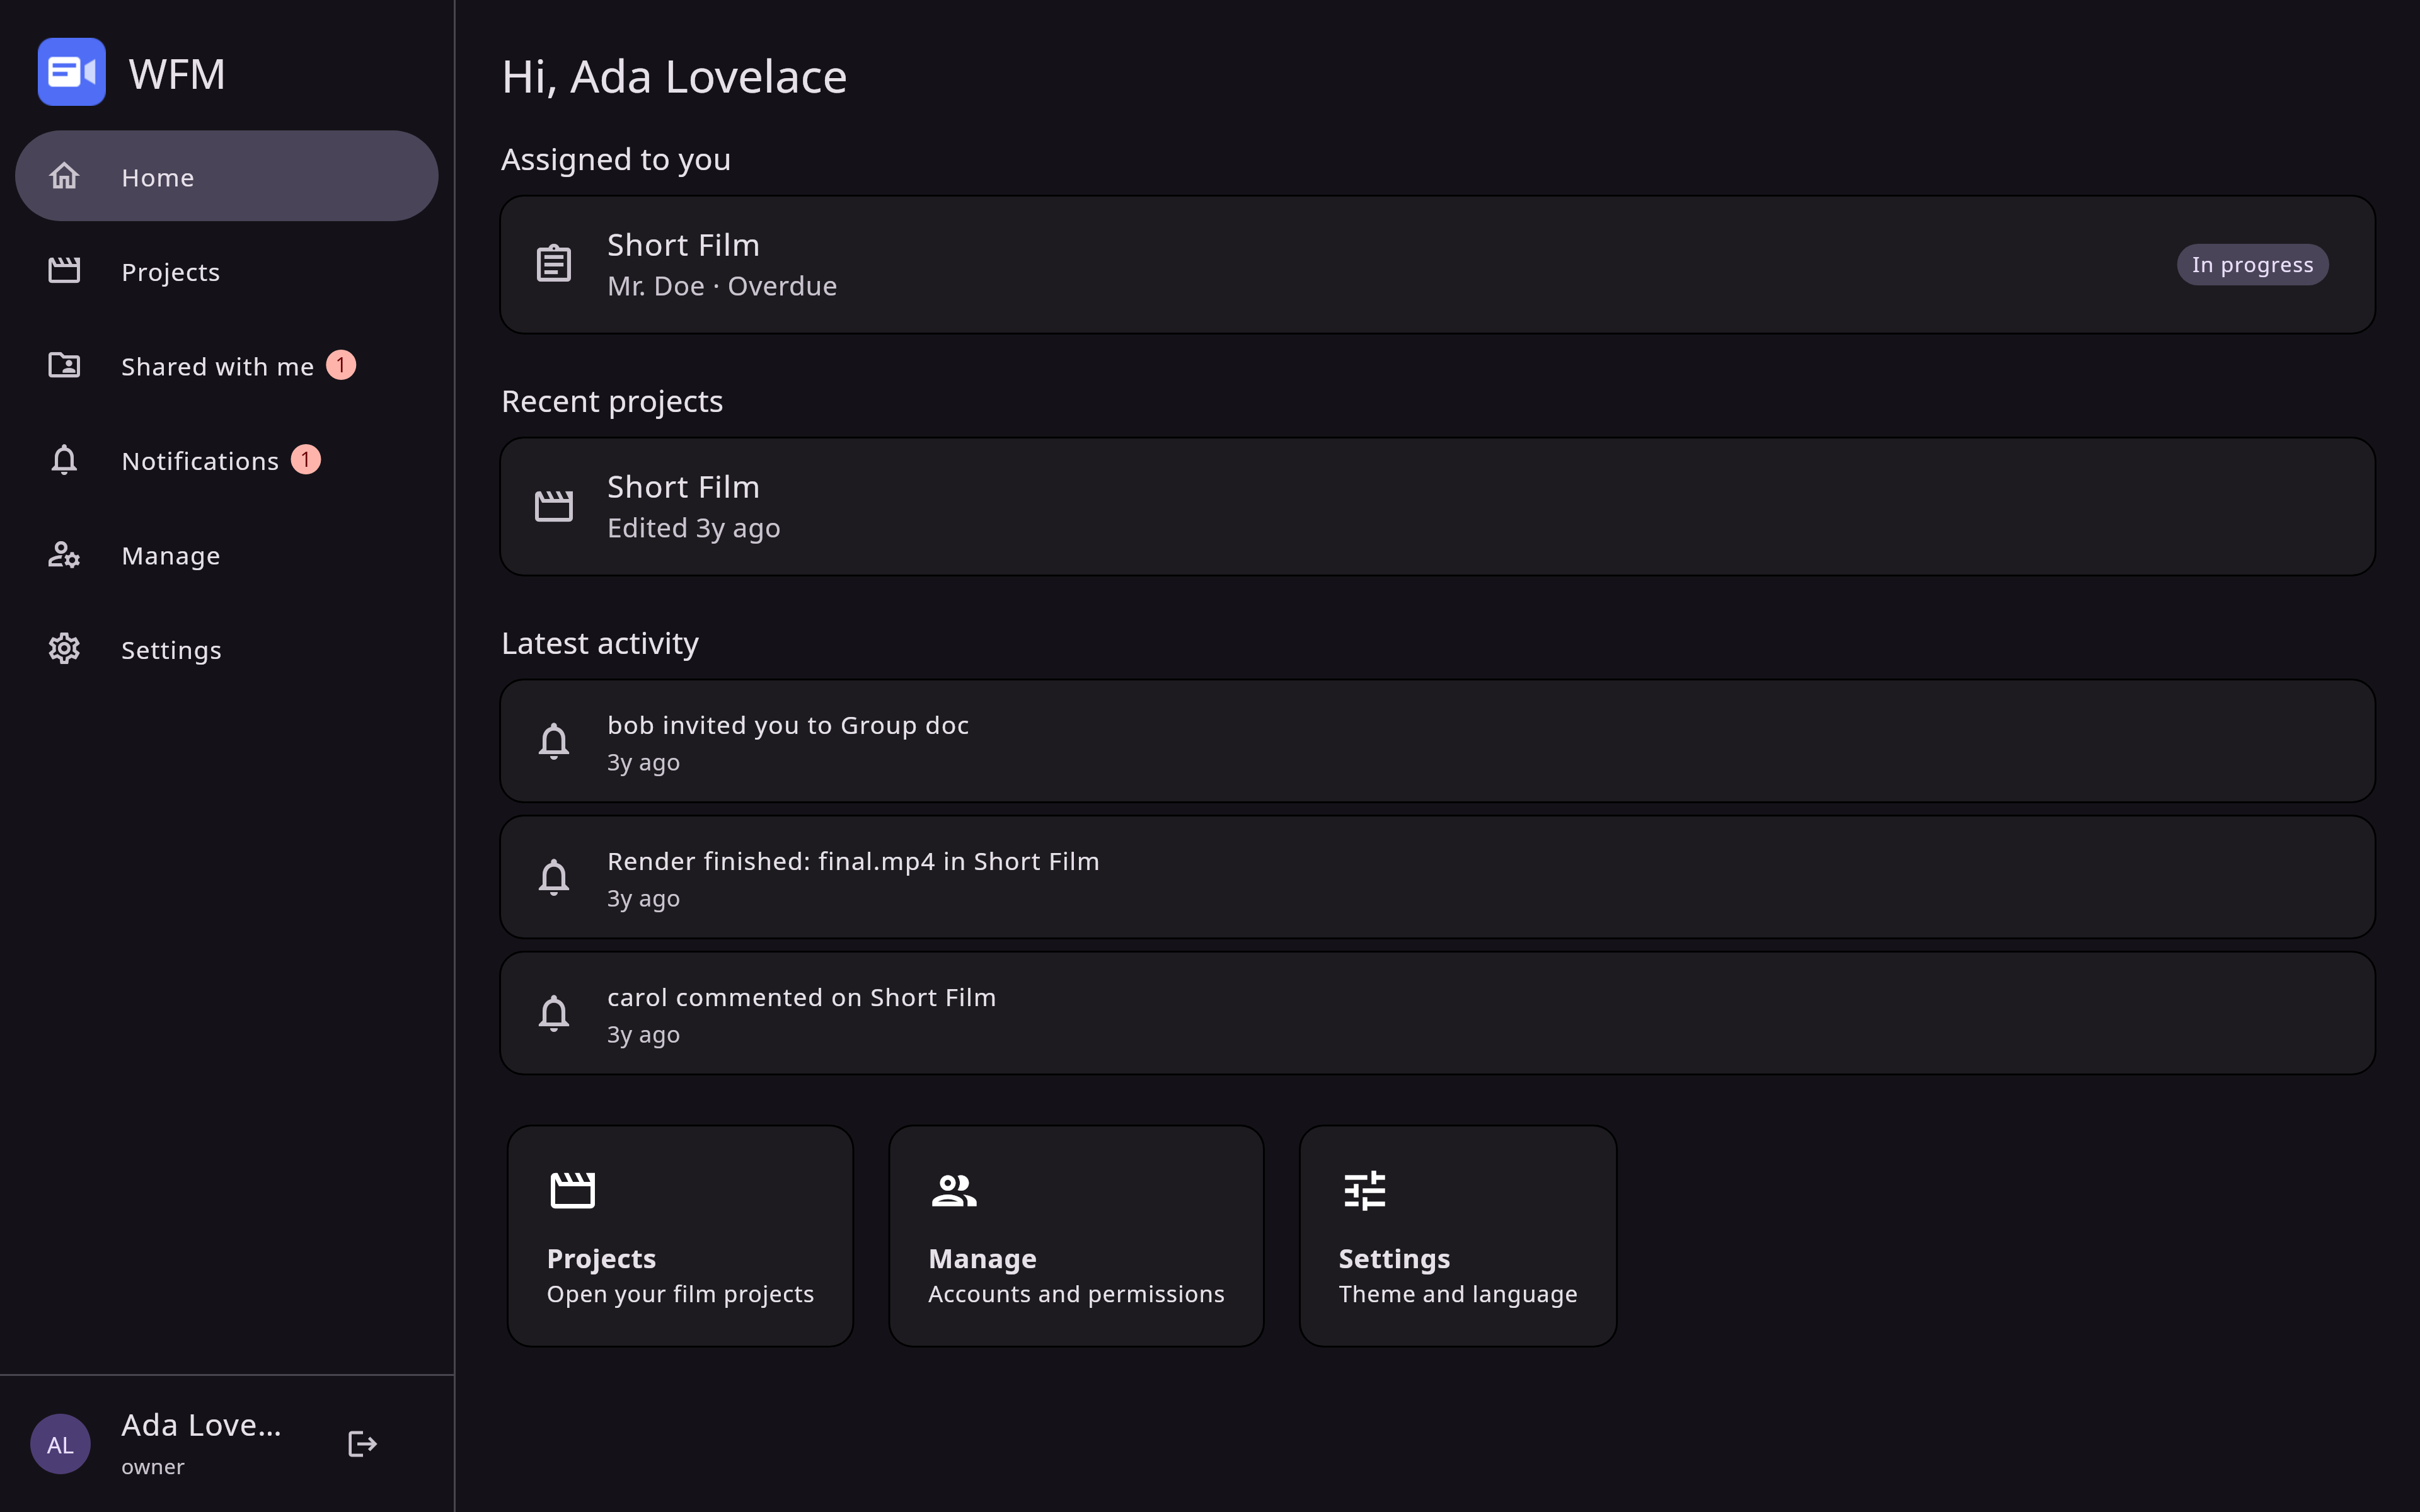 WFM
Home
Projects
Shared with me 1
Notifications 1
Manage
Settings
AL
Ada Love...
owner
Hi, Ada Lovelace
Assigned to you
Short Film
Mr. Doe · Overdue
In progress
Recent projects
Short Film
Edited 3y ago
Latest activity
bob invited you to Group doc
3y ago
Render finished: final.mp4 in Short Film
3y ago
carol commented on Short Film
3y ago
Projects
Open your film projects
Manage
Accounts and permissions
Settings
Theme and language